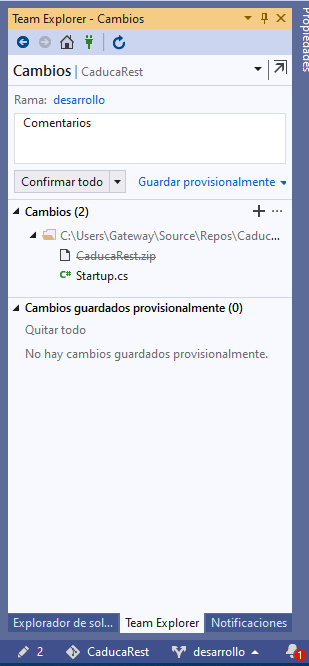 Team Explorer - Cambios
Propiedades
Cambios | CaducaRest
Rama: desarrollo
Comentarios
Confirmar todo
Guardar provisionalmente
Cambios (2)
C:\Users\Gateway\Source\Repos\Caduc...
CaducaRest.zip
C# Startup.cs
Cambios guardados provisionalmente (0)
Quitar todo
No hay cambios guardados provisionalmente.
Explorador de sol... Team Explorer Notificaciones
2 CaducaRest desarrollo 1